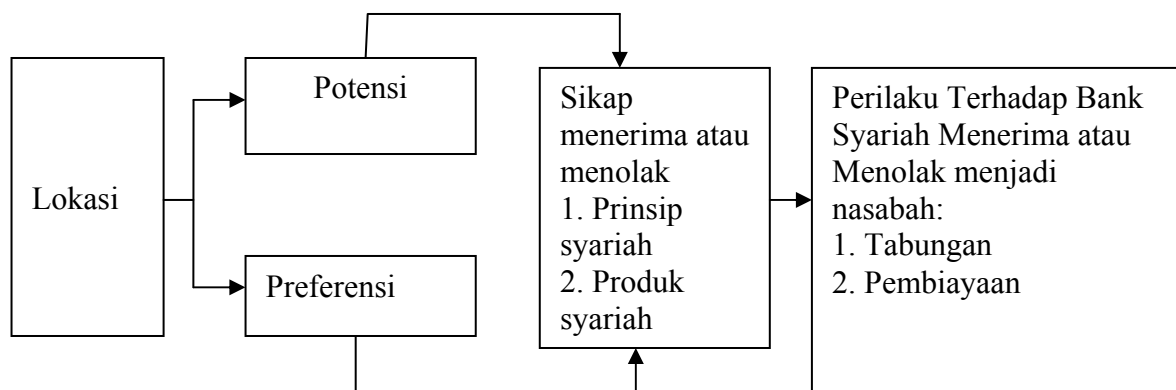 Lokasi
Potensi
Preferensi
Sikap
menerima atau
menolak
1. Prinsip
syariah
2. Produk
syariah
Perilaku Terhadap Bank
Syariah Menerima atau
Menolak menjadi
nasabah:
1. Tabungan
2. Pembiayaan